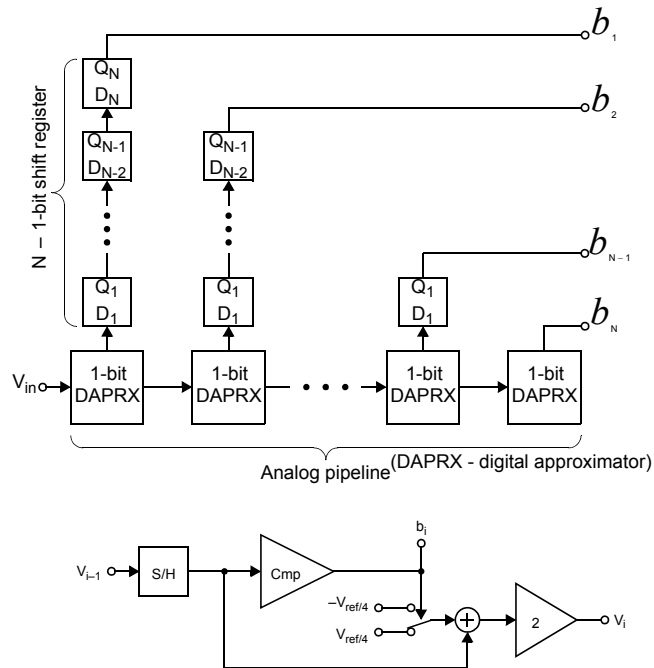 b1
QN
DN
b2
QN-1
DN-2
QN-1
DN-2
N – 1-bit shift register
bN – 1
Q1
D1
Q1
D1
Q1
D1
bN
Vin
1-bit
DAPRX
1-bit
DAPRX
1-bit
DAPRX
1-bit
DAPRX
Analog pipeline (DAPRX - digital approximator)
bi
Vi–1
S/H
Cmp
–Vref/4
Vref/4
2
Vi